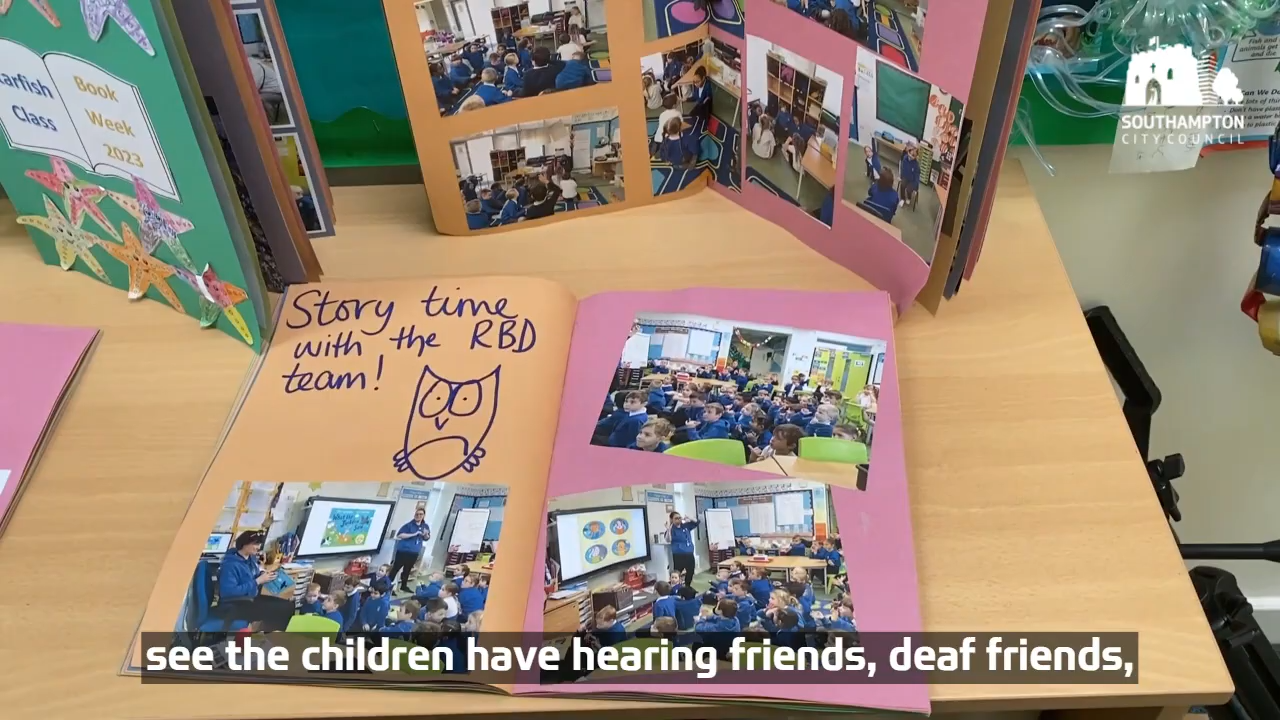 arfish
Class
Book
Week
2023
Story time
with the RBD
team!
SOUTHAMPTON
CITY COUNCIL
see the children have hearing friends, deaf friends,